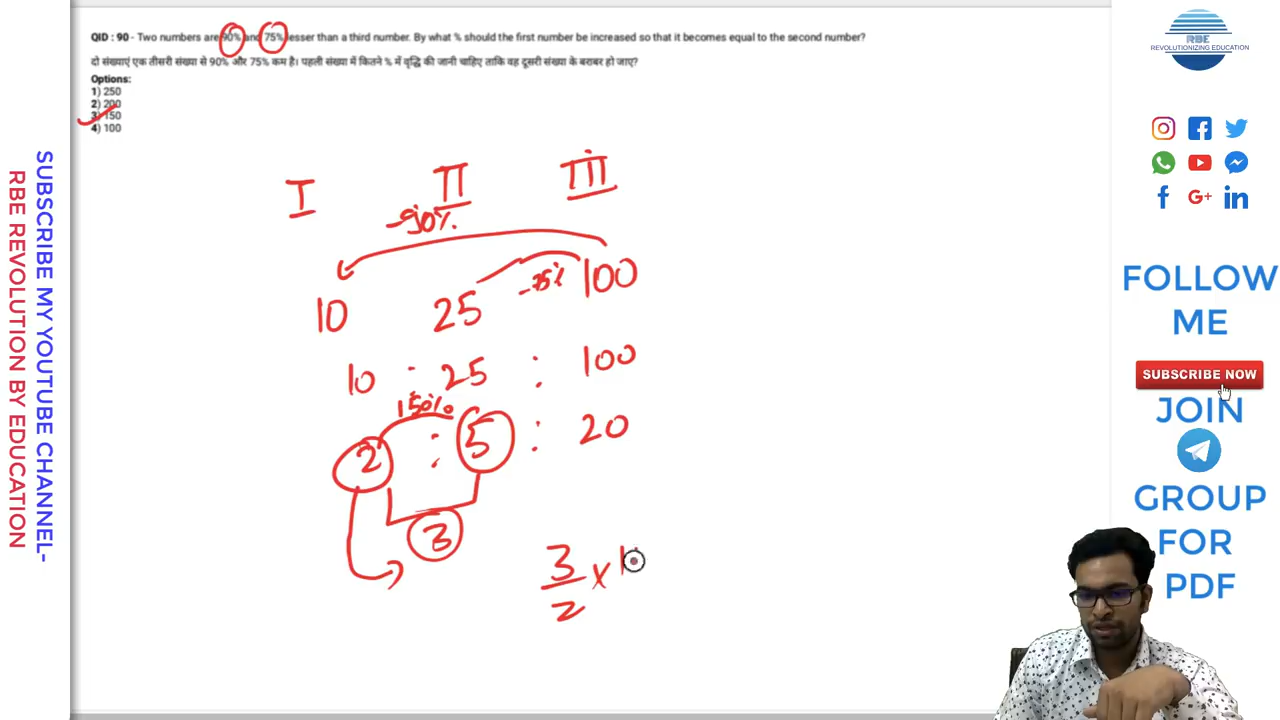 QID : 90 - Two numbers are 90% and 75% lesser than a third number. By what % should the first number be increased so that it becomes equal to the second number?
दो संख्याएं एक तीसरी संख्या से 90% और 75% कम है। पहली संख्या में कितने % में वृद्धि की जानी चाहिए ताकि वह दूसरी संख्या के बराबर हो जाए?
Options:
1) 250
2) 200
3) 150
4) 100
I II III
-90%
10 25 -75% 100
10 : 25 : 100
150%
2 : 5 : 20
3
3/2 × 1
SUBSCRIBE MY YOUTUBE CHANNEL-
RBE REVOLUTION BY EDUCATION
RBE
REVOLUTIONIZING EDUCATION
FOLLOW
ME
SUBSCRIBE NOW
JOIN
GROUP
FOR
PDF